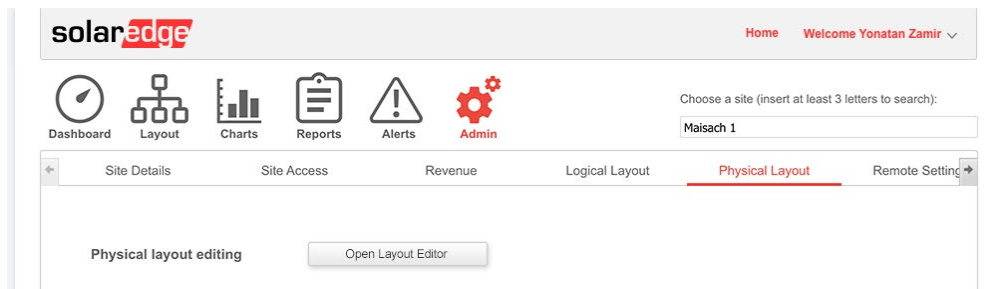 solaredge
Home Welcome Yonatan Zamir
Dashboard Layout Charts Reports Alerts Admin
Choose a site (insert at least 3 letters to search):
Maisach 1
Site Details Site Access Revenue Logical Layout Physical Layout Remote Setting
Physical layout editing Open Layout Editor